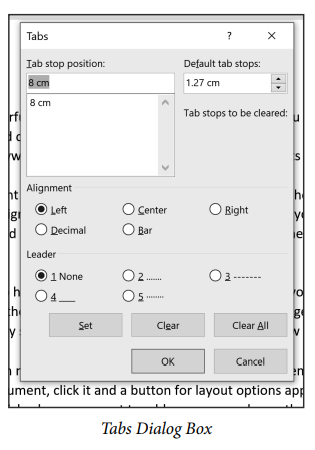 Tabs ? ×
Tab stop position: Default tab stops:
8 cm 1.27 cm
8 cm
Tab stops to be cleared:
Alignment
Left Center Right
Decimal Bar
Leader
1 None 2 ....... 3 -------
4 ___ 5 ........
Set Clear Clear All
OK Cancel
ument, click it and a button for layout options app
Tabs Dialog Box